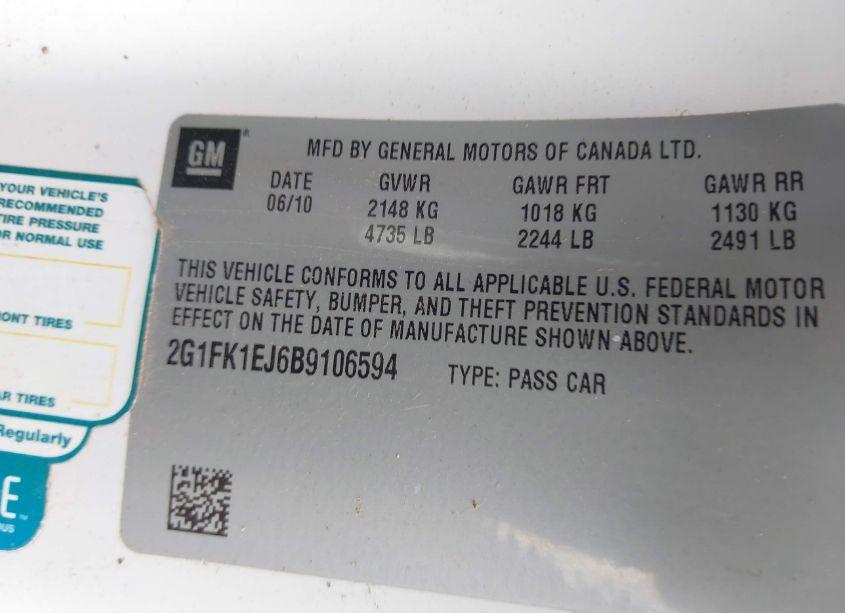 GM
®
MFD BY GENERAL MOTORS OF CANADA LTD.
DATE GVWR GAWR FRT GAWR RR
06/10 2148 KG 1018 KG 1130 KG
4735 LB 2244 LB 2491 LB
THIS VEHICLE CONFORMS TO ALL APPLICABLE U.S. FEDERAL MOTOR
VEHICLE SAFETY, BUMPER, AND THEFT PREVENTION STANDARDS IN
EFFECT ON THE DATE OF MANUFACTURE SHOWN ABOVE.
2G1FK1EJ6B9106594 TYPE: PASS CAR
YOUR VEHICLE'S
RECOMMENDED
TIRE PRESSURE
OR NORMAL USE
ONT TIRES
R TIRES
Regularly
E